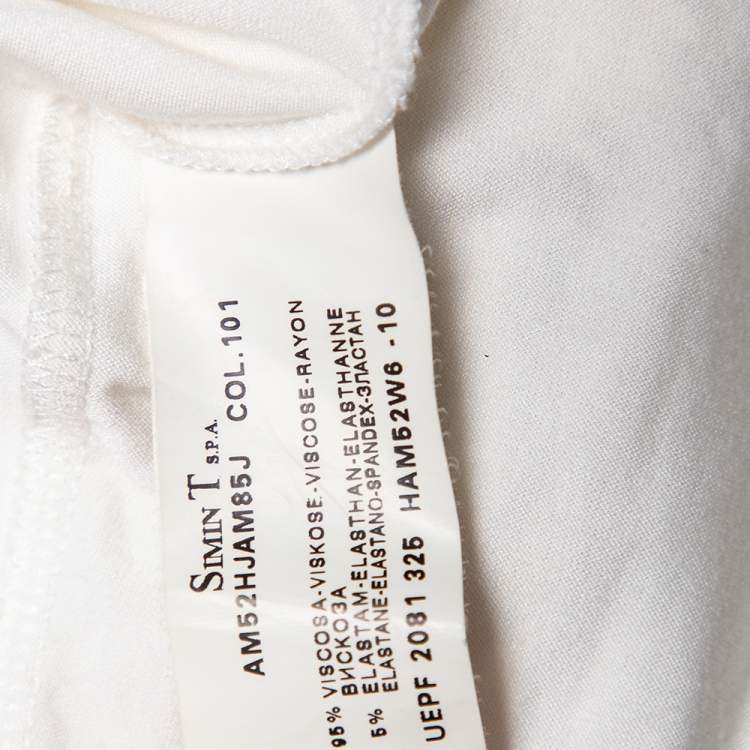 SIMIN T S.P.A.
AM52HJAM85J COL.101
95% VISCOSA-VISKOSE-VISCOSE-RAYON
ВИСКОЗА
5% ELASTAM-ELASTHAN-ELASTHANNE
ELASTANE-ELASTANO-SPANDEX-ЭЛАСТАН
UEPF 2081 325 HAM52W6 -10